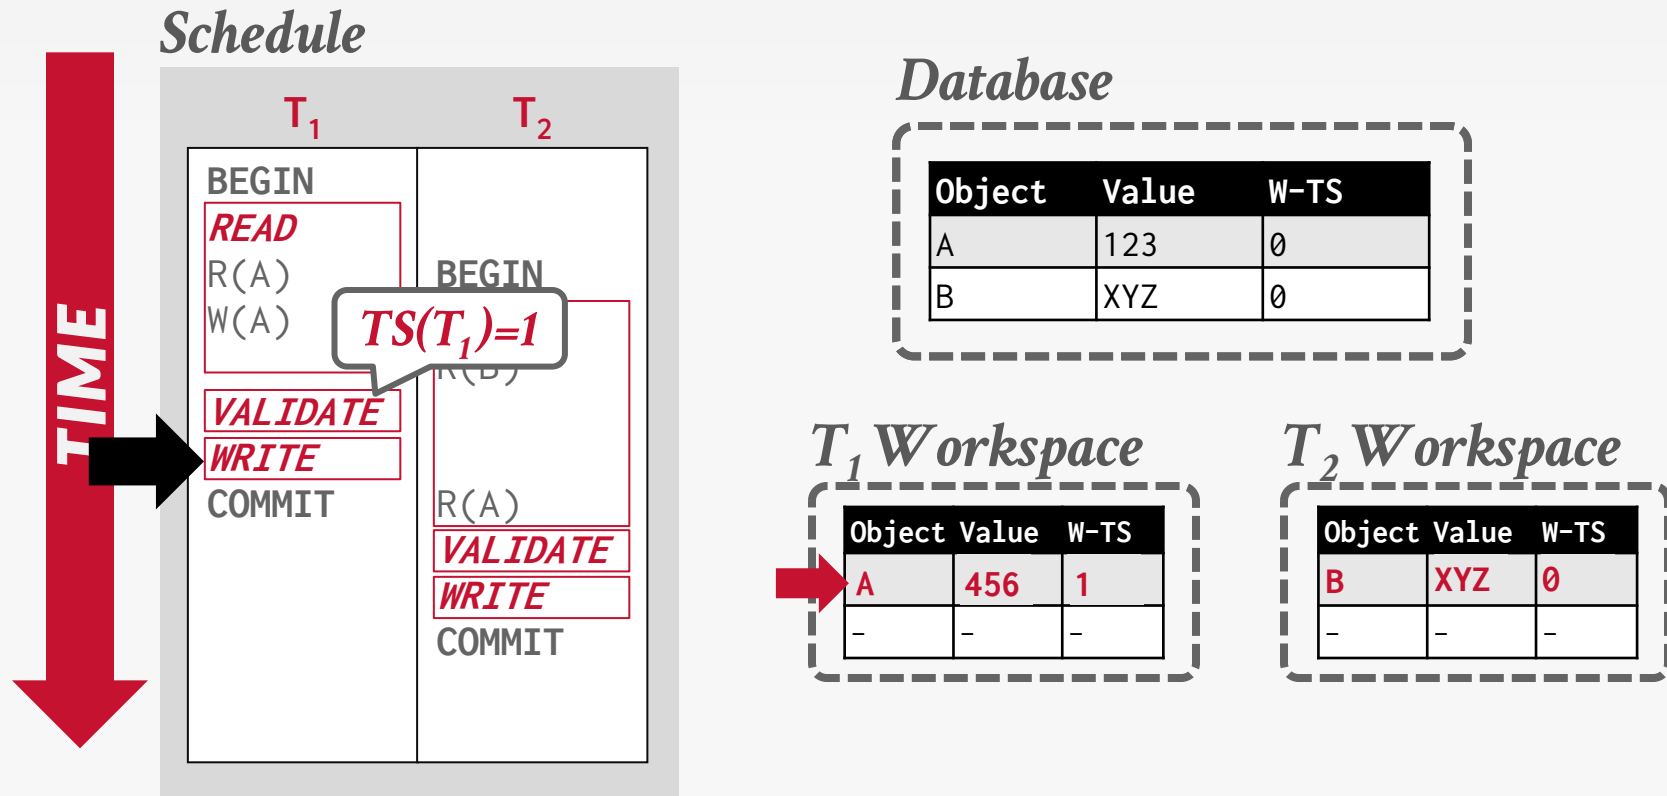 Schedule
TIME
T1 T2
BEGIN
READ
R(A)
W(A)
VALIDATE
WRITE
COMMIT
BEGIN
TS(T1)=1
R(B)
R(A)
VALIDATE
WRITE
COMMIT
Database
Object Value W-TS
A 123 0
B XYZ 0
T1 Workspace
Object Value W-TS
A 456 1
- - -
T2 Workspace
Object Value W-TS
B XYZ 0
- - -